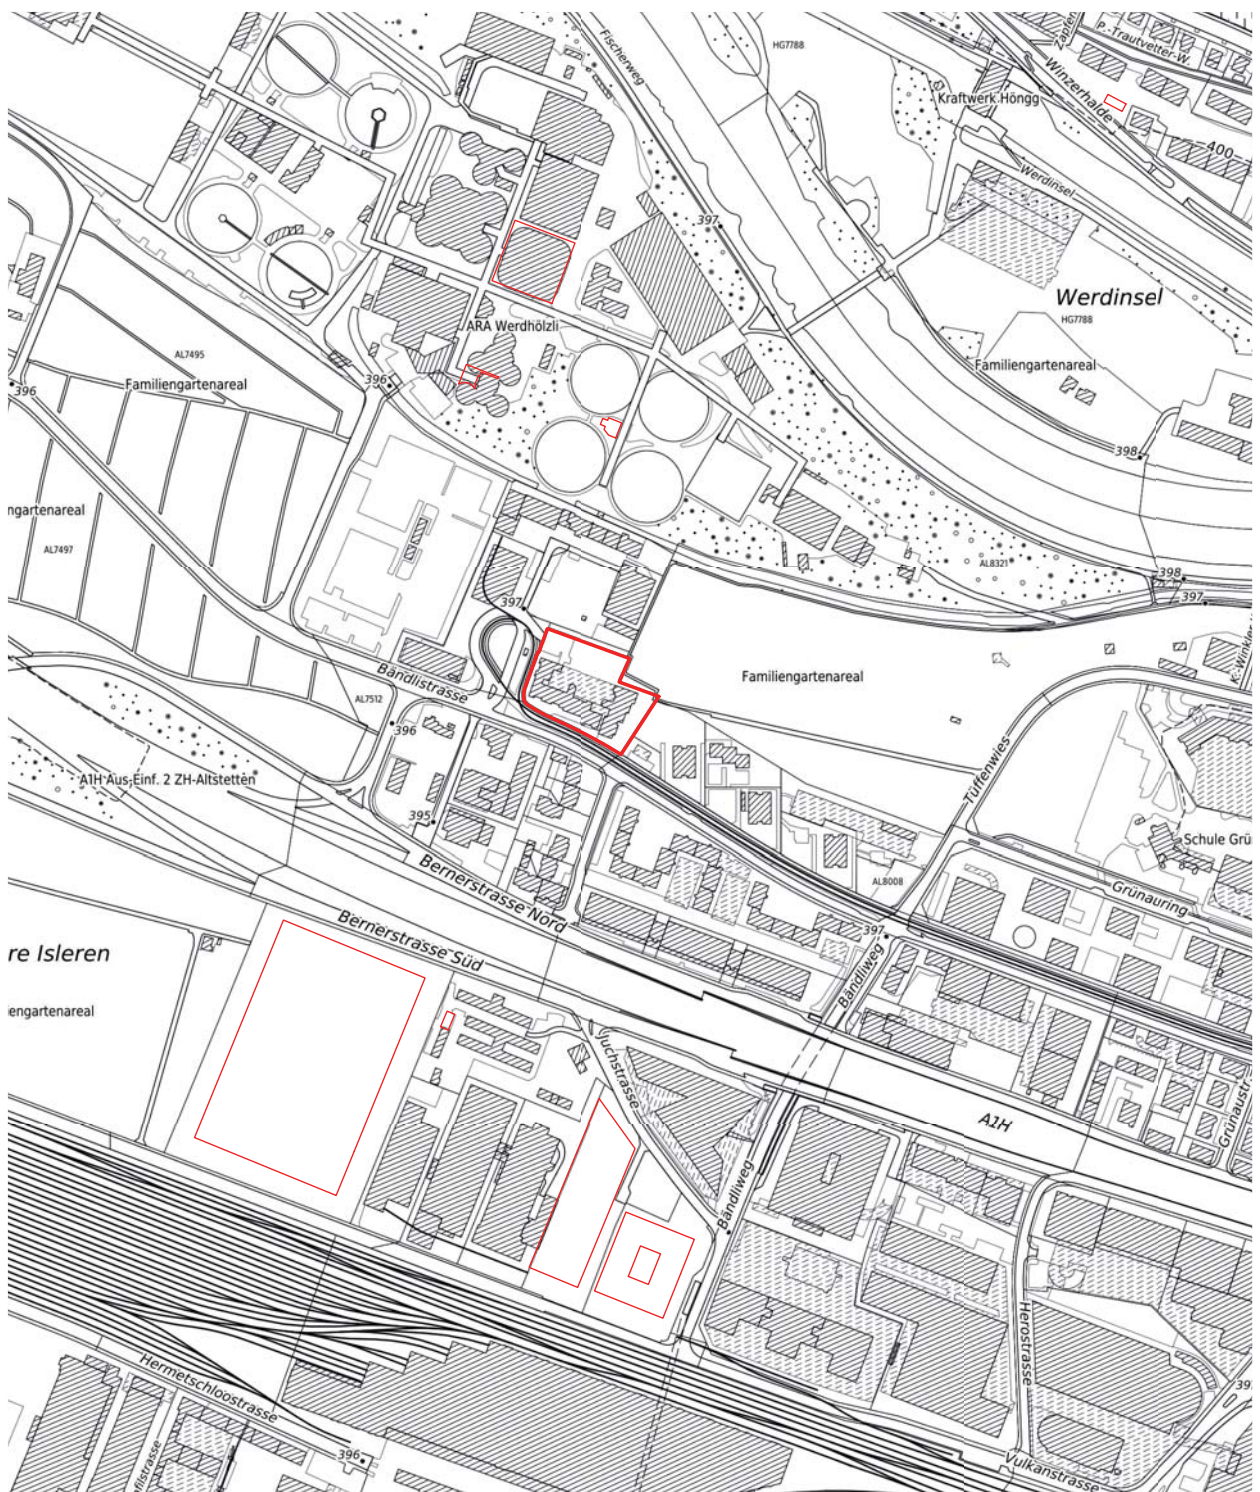 Zapfen
P.-Trautvetter-W.
HG7788
Fischerweg
Winzerhalde
Kraftwerk Höngg
400
Werdinsel
397
Werdinsel
HG7788
ARA Werdhölzli
AL7495
Familiengartenareal
396
396
Familiengartenareal
398
ngartenareal
AL7497
AL8321
398
397
397
K.-Winkler
Bändlistrasse
Familiengartenareal
AL7512
396
Tüffenwies
A1H Aus-Einf. 2 ZH-Altstetten
395
Schule Grü
Bernerstrasse Nord
AL8008
Grünauring
Bernerstrasse Süd
397
re Isleren
Bändliweg
engartenareal
Juchstrasse
A1H
Grünaustr
Bändliweg
Herostrasse
Hermetschloostrasse
397
396
Vulkanstrasse